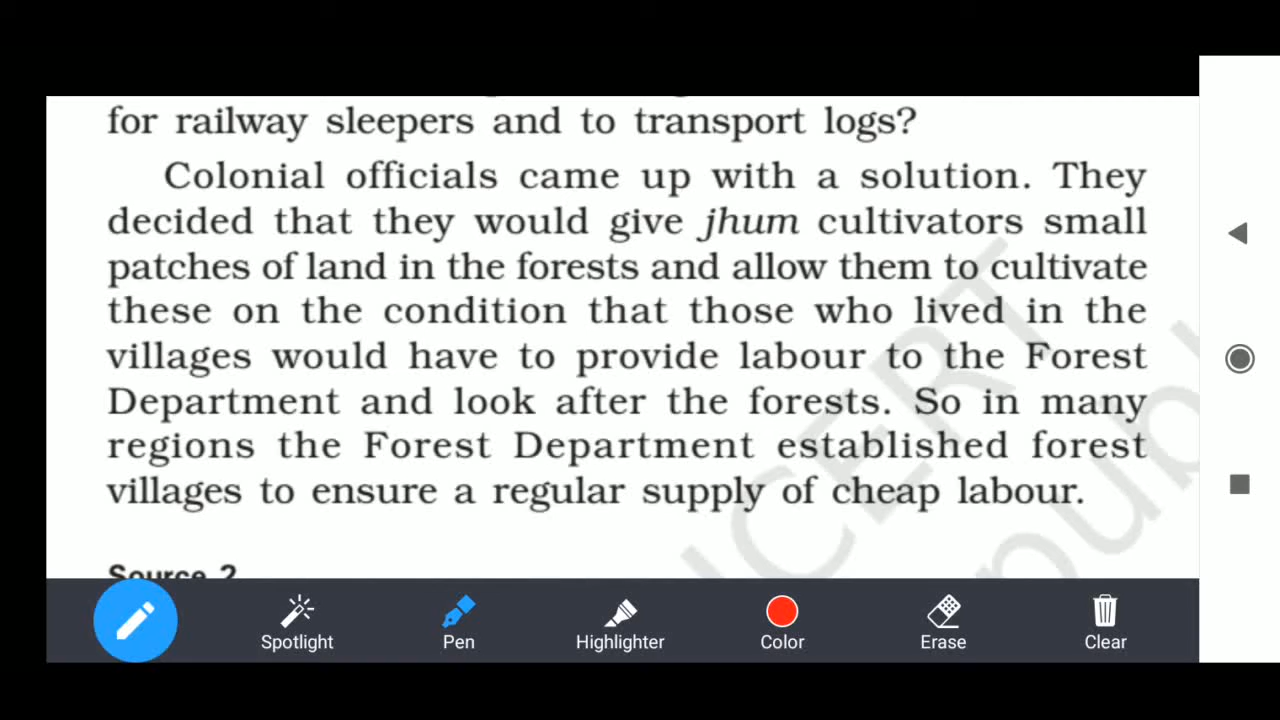 for railway sleepers and to transport logs?
Colonial officials came up with a solution. They
decided that they would give jhum cultivators small
patches of land in the forests and allow them to cultivate
these on the condition that those who lived in the
villages would have to provide labour to the Forest
Department and look after the forests. So in many
regions the Forest Department established forest
villages to ensure a regular supply of cheap labour.
Source 2
NCERT
Spotlight
Pen
Highlighter
Color
Erase
Clear